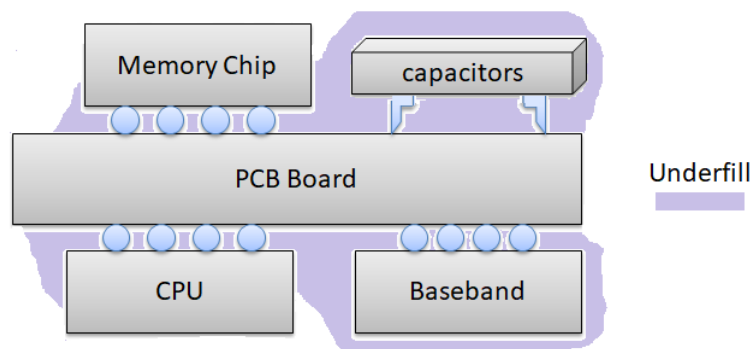 Memory Chip
capacitors
PCB Board
Underfill
CPU
Baseband